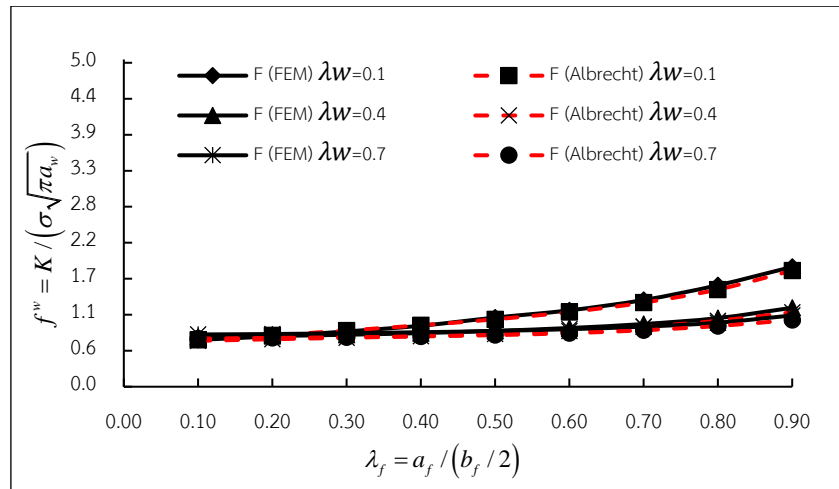 5.0
4.4
3.9
3.3
2.8
2.2
1.7
1.1
0.6
0.0
f^w = K / (σ√πa_w)
F (FEM) λw=0.1
F (Albrecht) λw=0.1
F (FEM) λw=0.4
F (Albrecht) λw=0.4
F (FEM) λw=0.7
F (Albrecht) λw=0.7
0.00 0.10 0.20 0.30 0.40 0.50 0.60 0.70 0.80 0.90
λ_f = a_f / (b_f / 2)